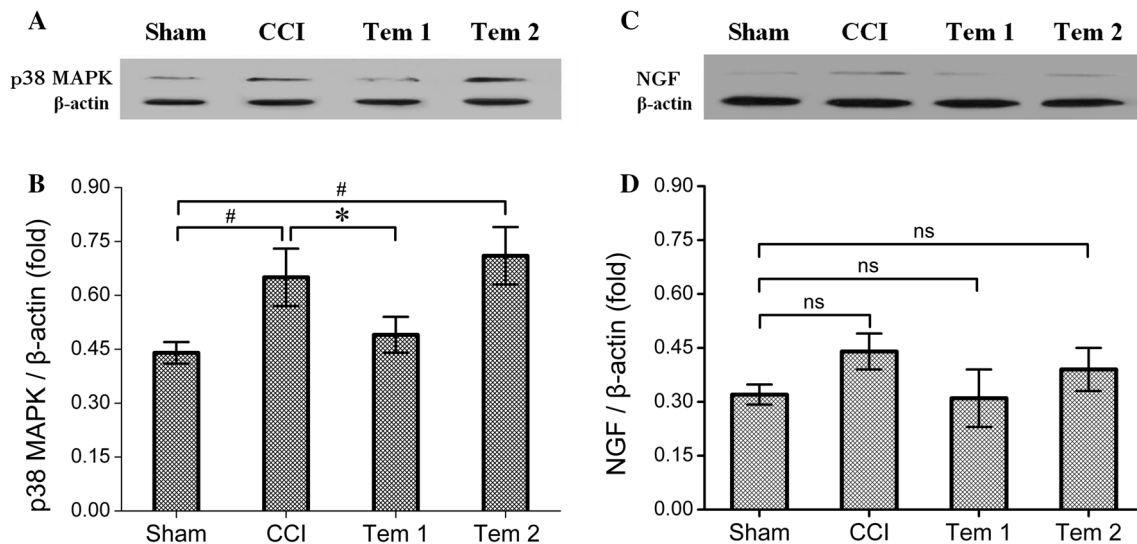 A
Sham CCI Tem 1 Tem 2
p38 MAPK
β-actin
B
p38 MAPK / β-actin (fold)
0.90
0.75
0.60
0.45
0.30
0.15
0.00
#
# *
Sham CCI Tem 1 Tem 2
C
Sham CCI Tem 1 Tem 2
NGF
β-actin
D
NGF / β-actin (fold)
0.90
0.75
0.60
0.45
0.30
0.15
0.00
ns
ns
ns
Sham CCI Tem 1 Tem 2